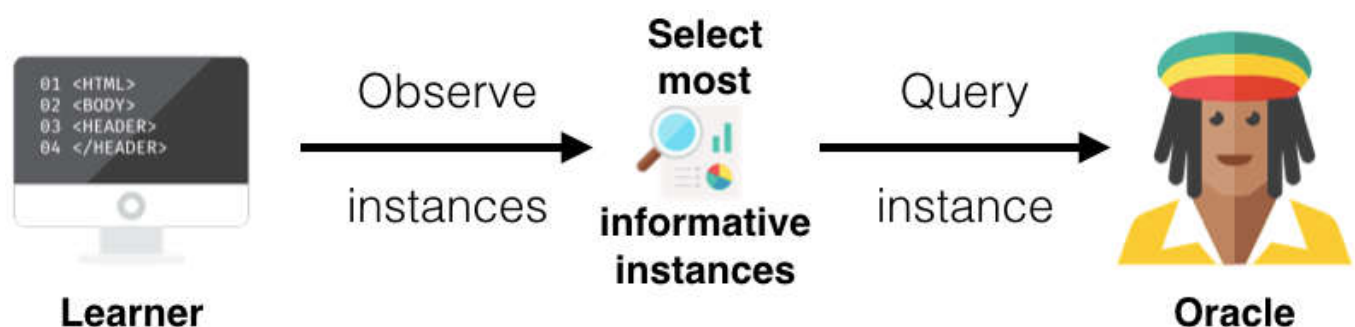 01 <HTML>
02 <BODY>
03 <HEADER>
04 </HEADER>
Learner
Observe
instances
Select
most
informative
instances
Query
instance
Oracle